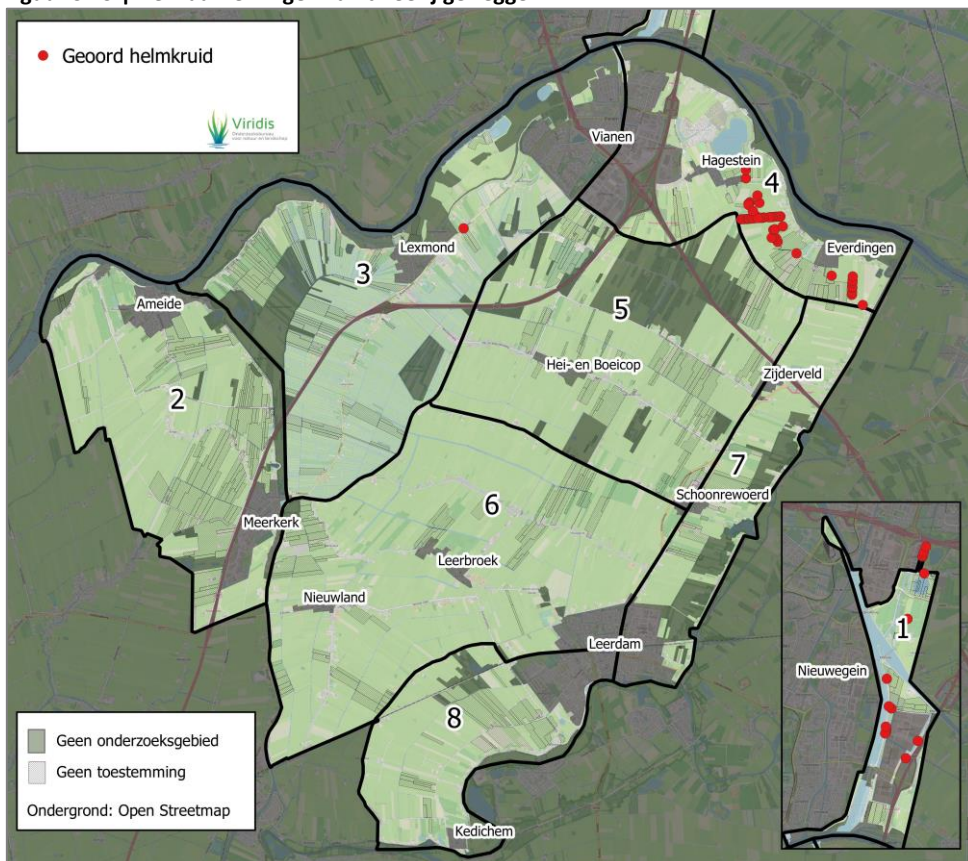 Geoord helmkruid
Viridis
Vianen
Hagestein
4
Lexmond
3
Everdingen
Ameide
5
Hei- en Boeicop
Zijderveld
2
7
Schoonrewoerd
6
Meerkerk
Leerbroek
Nieuwland
Leerdam
1
Nieuwegein
8
Geen onderzoeksgebied
Geen toestemming
Ondergrond: Open Streetmap
Kedichem